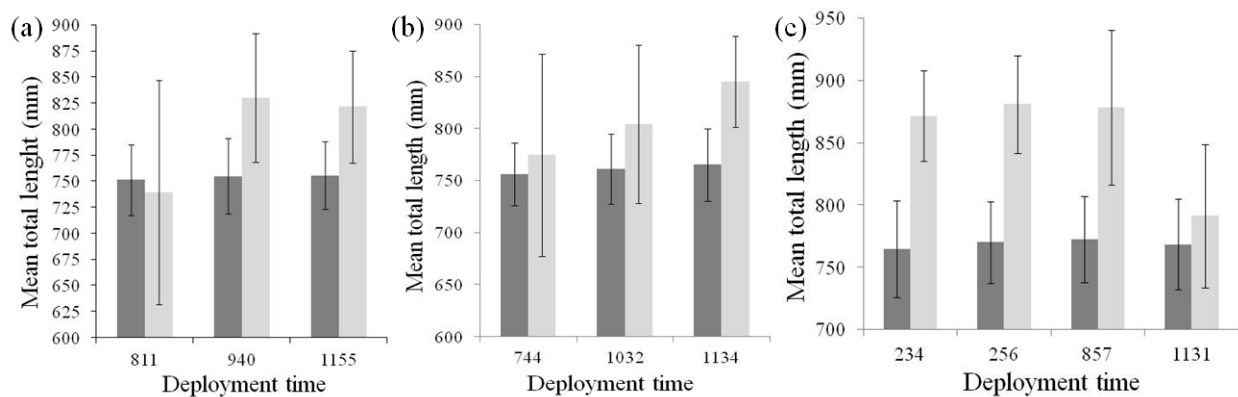 (a)
Mean total lenght (mm)
900
875
850
825
800
775
750
725
700
675
650
625
600
811 940 1155
Deployment time
(b)
Mean total length (mm)
900
850
800
750
700
650
600
744 1032 1134
Deployment time
(c)
Mean total length (mm)
950
900
850
800
750
700
234 256 857 1131
Deployment time